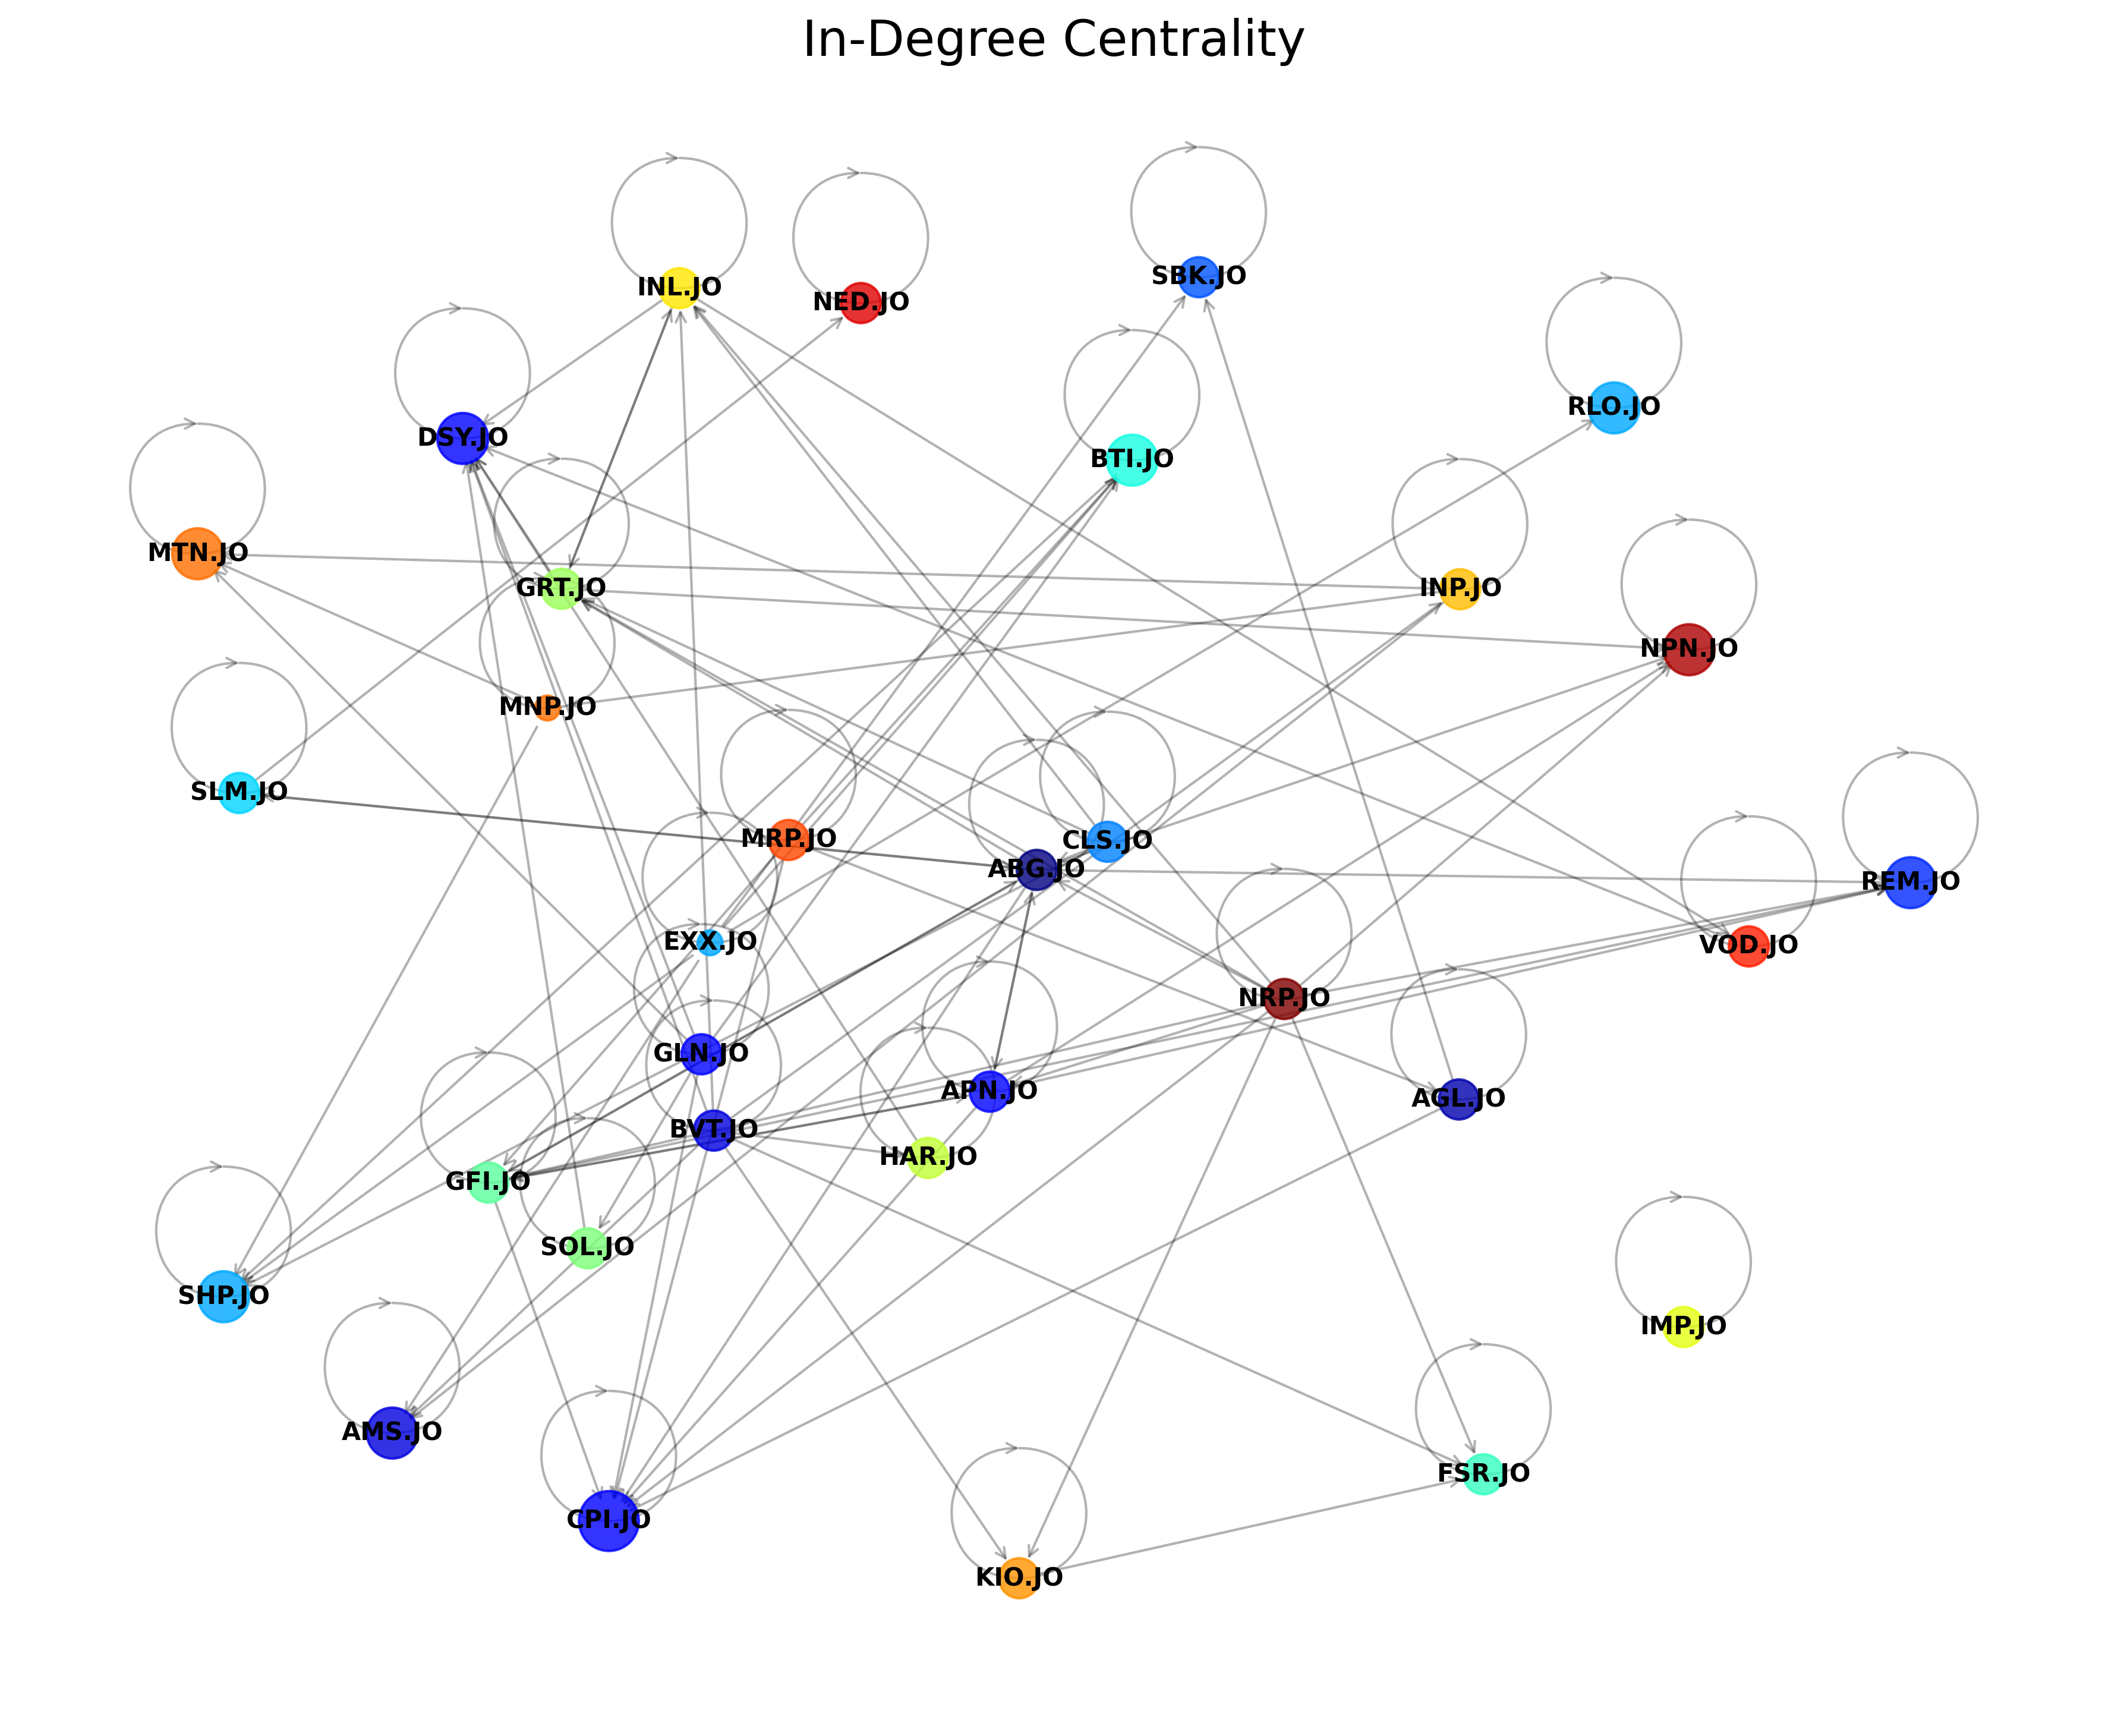 In-Degree Centrality
SBK.JO
INL.JO
NED.JO
RLO.JO
DSY.JO
BTI.JO
MTN.JO
GRT.JO
INP.JO
NPN.JO
MNP.JO
SLM.JO
MRP.JO
CLS.JO
ABG.JO
REM.JO
EXX.JO
VOD.JO
NRP.JO
GLN.JO
APN.JO
AGL.JO
BVT.JO
HAR.JO
GFI.JO
SOL.JO
SHP.JO
IMP.JO
AMS.JO
FSR.JO
CPI.JO
KIO.JO